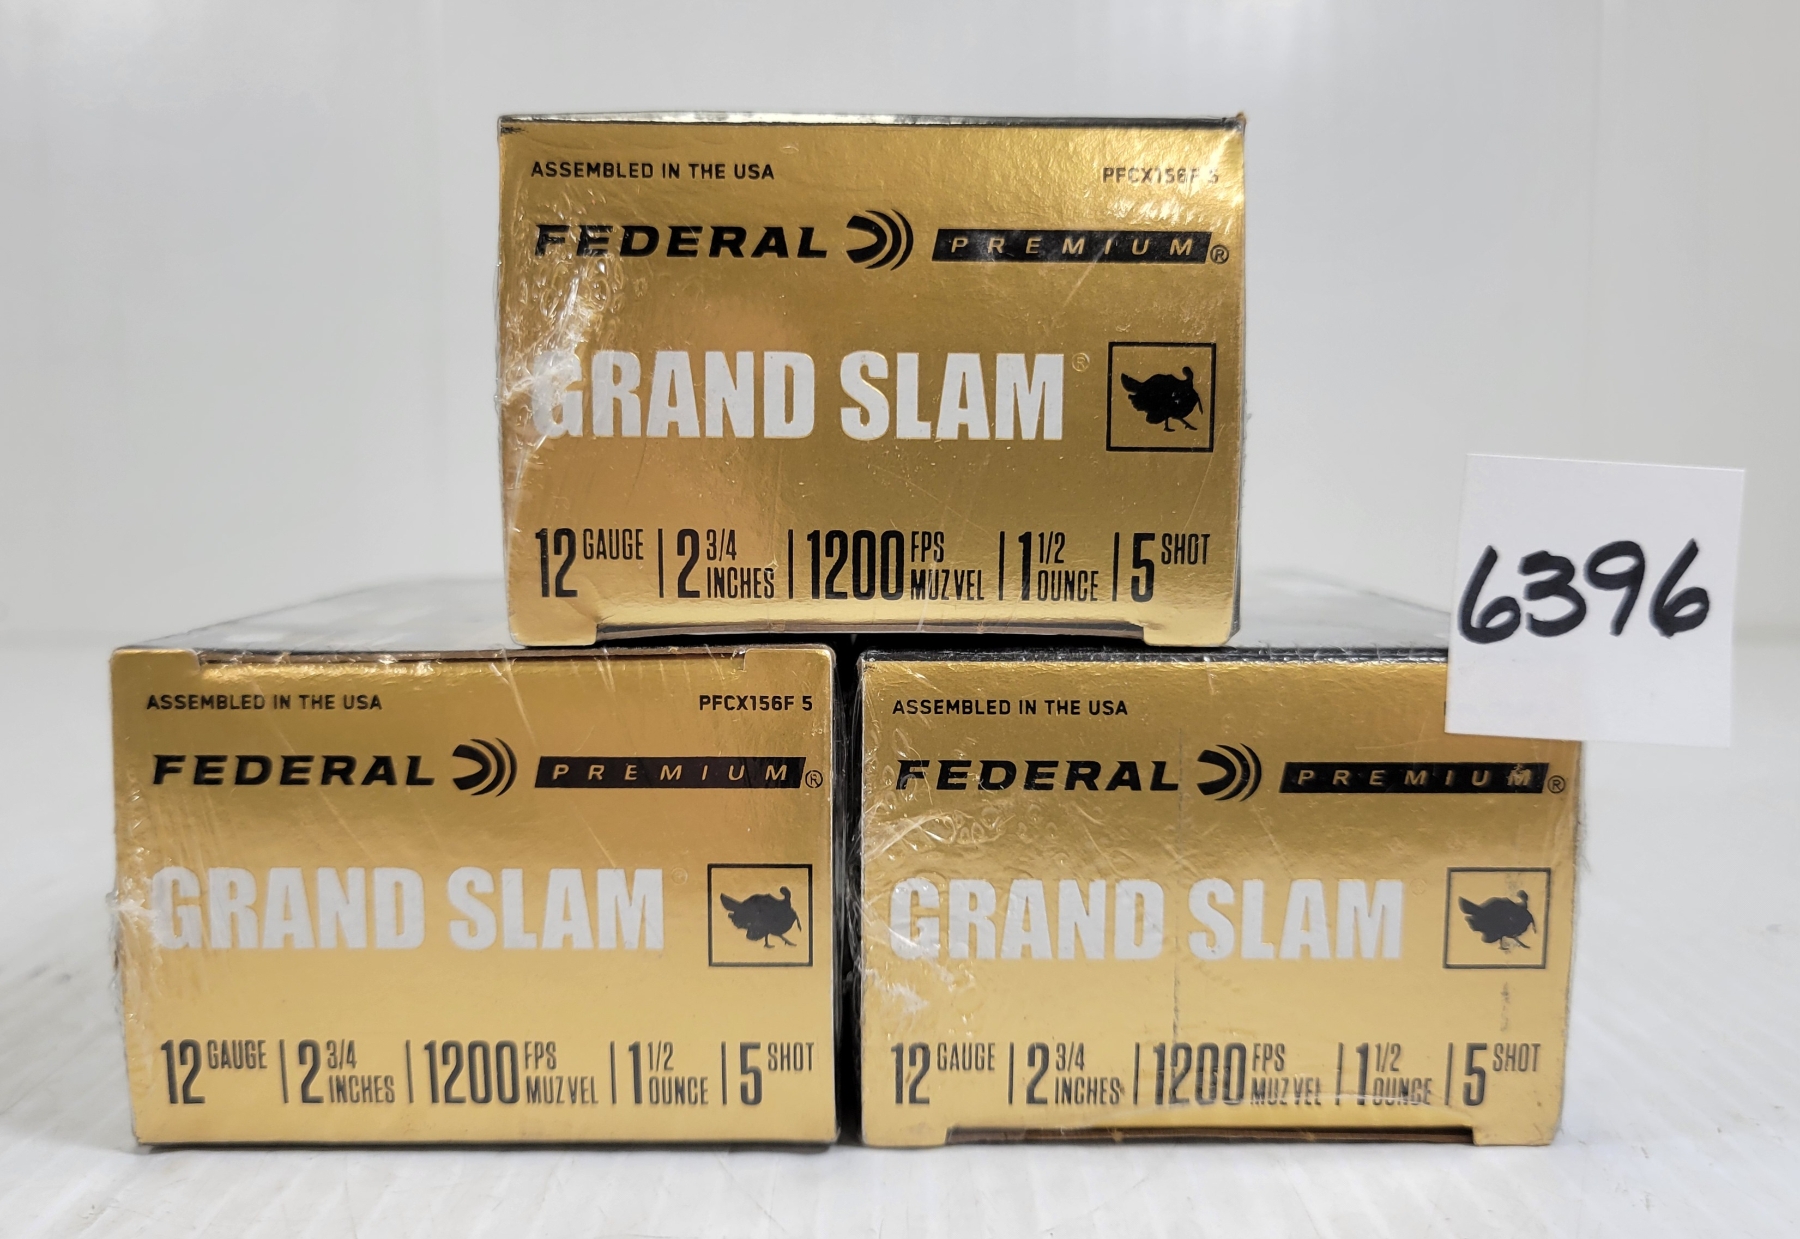 ASSEMBLED IN THE USA PFCX156F 5
FEDERAL PREMIUM®
GRAND SLAM®
12 GAUGE | 2 3/4 INCHES | 1200 FPS MUZ VEL | 1 1/2 OUNCE | 5 SHOT
6396
ASSEMBLED IN THE USA PFCX156F 5
FEDERAL PREMIUM®
GRAND SLAM®
12 GAUGE | 2 3/4 INCHES | 1200 FPS MUZ VEL | 1 1/2 OUNCE | 5 SHOT
ASSEMBLED IN THE USA
FEDERAL PREMIUM®
GRAND SLAM
12 GAUGE | 2 3/4 INCHES | 1200 FPS MUZ VEL | 1 1/2 OUNCE | 5 SHOT